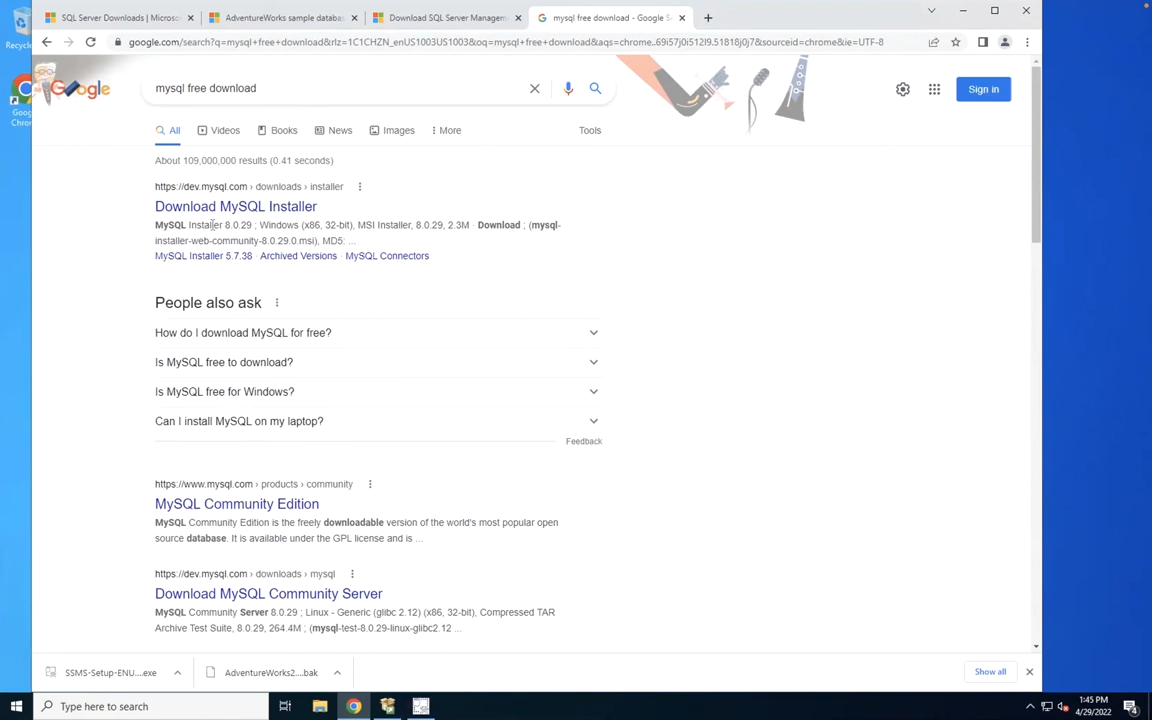 SQL Server Downloads | Microsof
AdventureWorks sample databas
Download SQL Server Managem
mysql free download - Google Se
google.com/search?q=mysql+free+download&rlz=1C1CHZN_enUS1003US1003&oq=mysql+free+download&aqs=chrome..69i57j0i512l9.51818j0j7&sourceid=chrome&ie=UTF-8
Recycle
Goog
Chro
Google
mysql free download
Sign in
All
Videos
Books
News
Images
More
Tools
About 109,000,000 results (0.41 seconds)
https://dev.mysql.com › downloads › installer
Download MySQL Installer
MySQL Installer 8.0.29 ; Windows (x86, 32-bit), MSI Installer, 8.0.29, 2.3M · Download ; (mysql-
installer-web-community-8.0.29.0.msi), MD5: ...
MySQL Installer 5.7.38 · Archived Versions · MySQL Connectors
People also ask
How do I download MySQL for free?
Is MySQL free to download?
Is MySQL free for Windows?
Can I install MySQL on my laptop?
Feedback
https://www.mysql.com › products › community
MySQL Community Edition
MySQL Community Edition is the freely downloadable version of the world's most popular open
source database. It is available under the GPL license and is ...
https://dev.mysql.com › downloads › mysql
Download MySQL Community Server
MySQL Community Server 8.0.29 ; Linux - Generic (glibc 2.12) (x86, 32-bit), Compressed TAR
Archive Test Suite, 8.0.29, 264.4M ; (mysql-test-8.0.29-linux-glibc2.12 ...
SSMS-Setup-ENU....exe
AdventureWorks2....bak
Show all
Type here to search
1:45 PM
4/29/2022
4